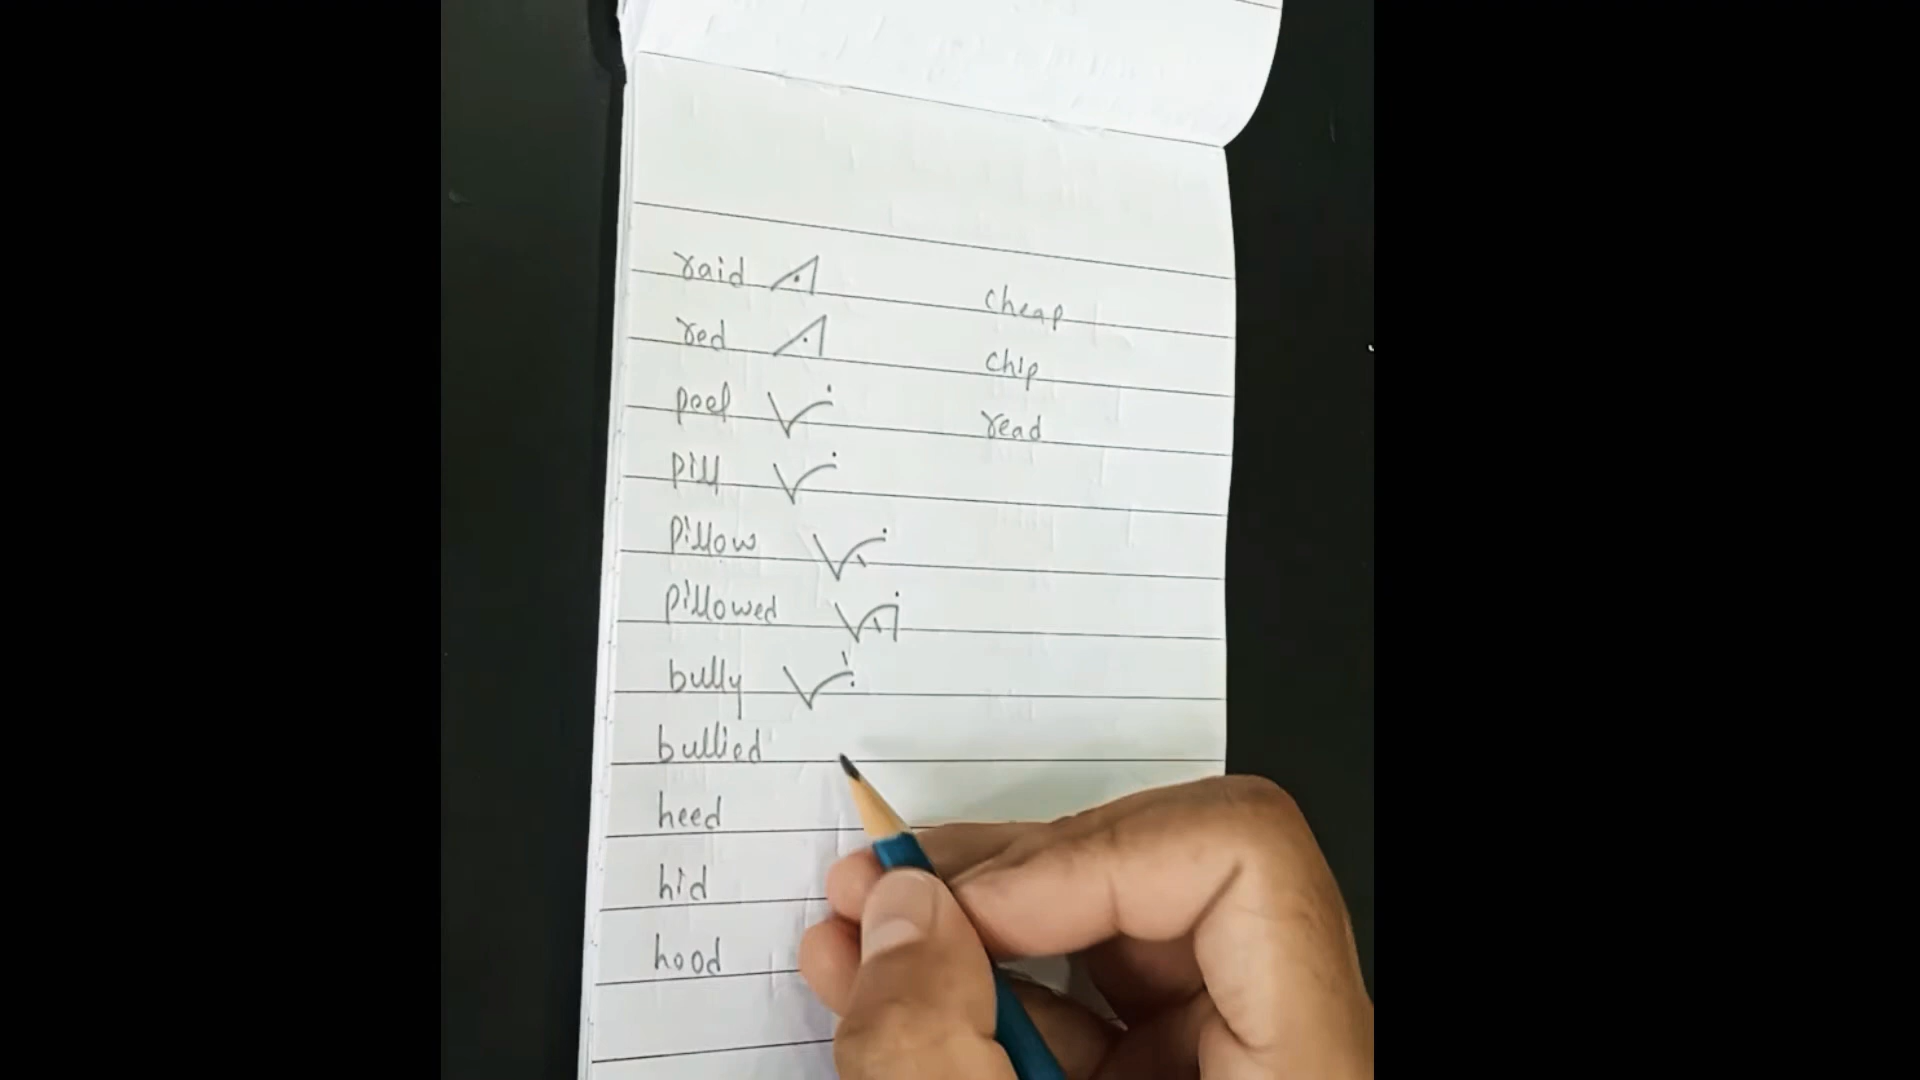 raid
red
peel
pill
pillow
pillowed
bully
bullied
heed
hid
hood
cheap
chip
read